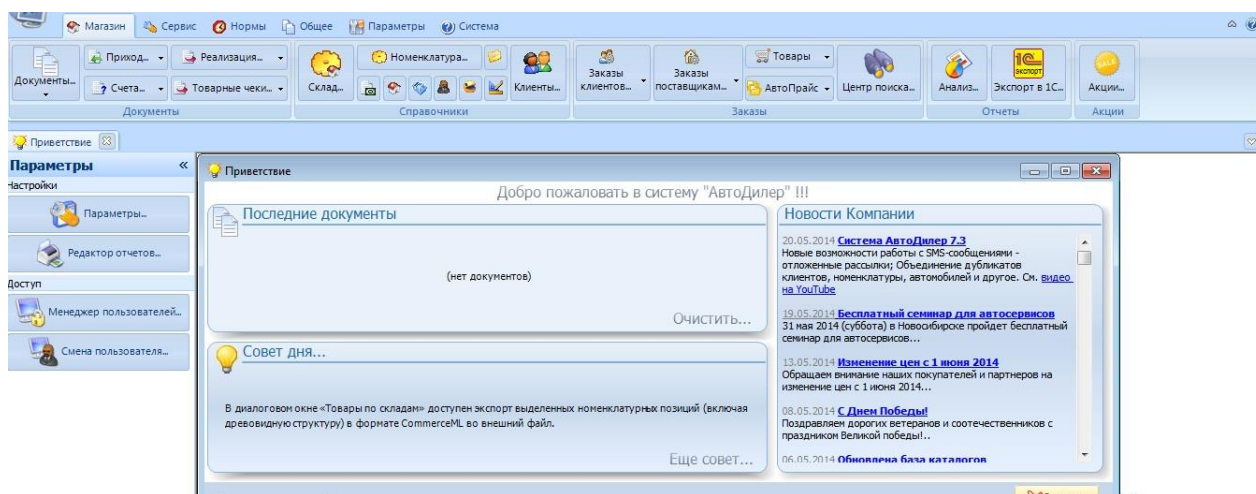 Магазин Сервис Нормы Общее Параметры Система
Приход... Реализация... Номенклатура... Товары
Документы... Склад... Клиенты... Заказы клиентов... Заказы поставщикам... Центр поиска... Анализ... Экспорт в 1С... Акции...
Счета... Товарные чеки... АвтоПрайс
Документы Справочники Заказы Отчеты Акции
Приветствие
Параметры «
Настройки
Параметры...
Редактор отчетов...
Доступ
Менеджер пользователей...
Смена пользователя...
Приветствие
Добро пожаловать в систему "АвтоДилер" !!!
Последние документы
(нет документов)
Очистить...
Совет дня...
В диалоговом окне «Товары по складам» доступен экспорт выделенных номенклатурных позиций (включая
древовидную структуру) в формате CommerceML во внешний файл.
Еще совет...
Новости Компании
20.05.2014 Система АвтоДилер 7.3
Новые возможности работы с SMS-сообщениями -
отложенные рассылки; Объединение дубликатов
клиентов, номенклатуры, автомобилей и другое. См. видео
на YouTube
19.05.2014 Бесплатный семинар для автосервисов
31 мая 2014 (суббота) в Новосибирске пройдет бесплатный
семинар для автосервисов...
13.05.2014 Изменение цен с 1 июня 2014
Обращаем внимание наших покупателей и партнеров на
изменение цен с 1 июня 2014...
08.05.2014 С Днем Победы!
Поздравляем дорогих ветеранов и соотечественников с
праздником Великой победы!..
06.05.2014 Обновлена база каталогов